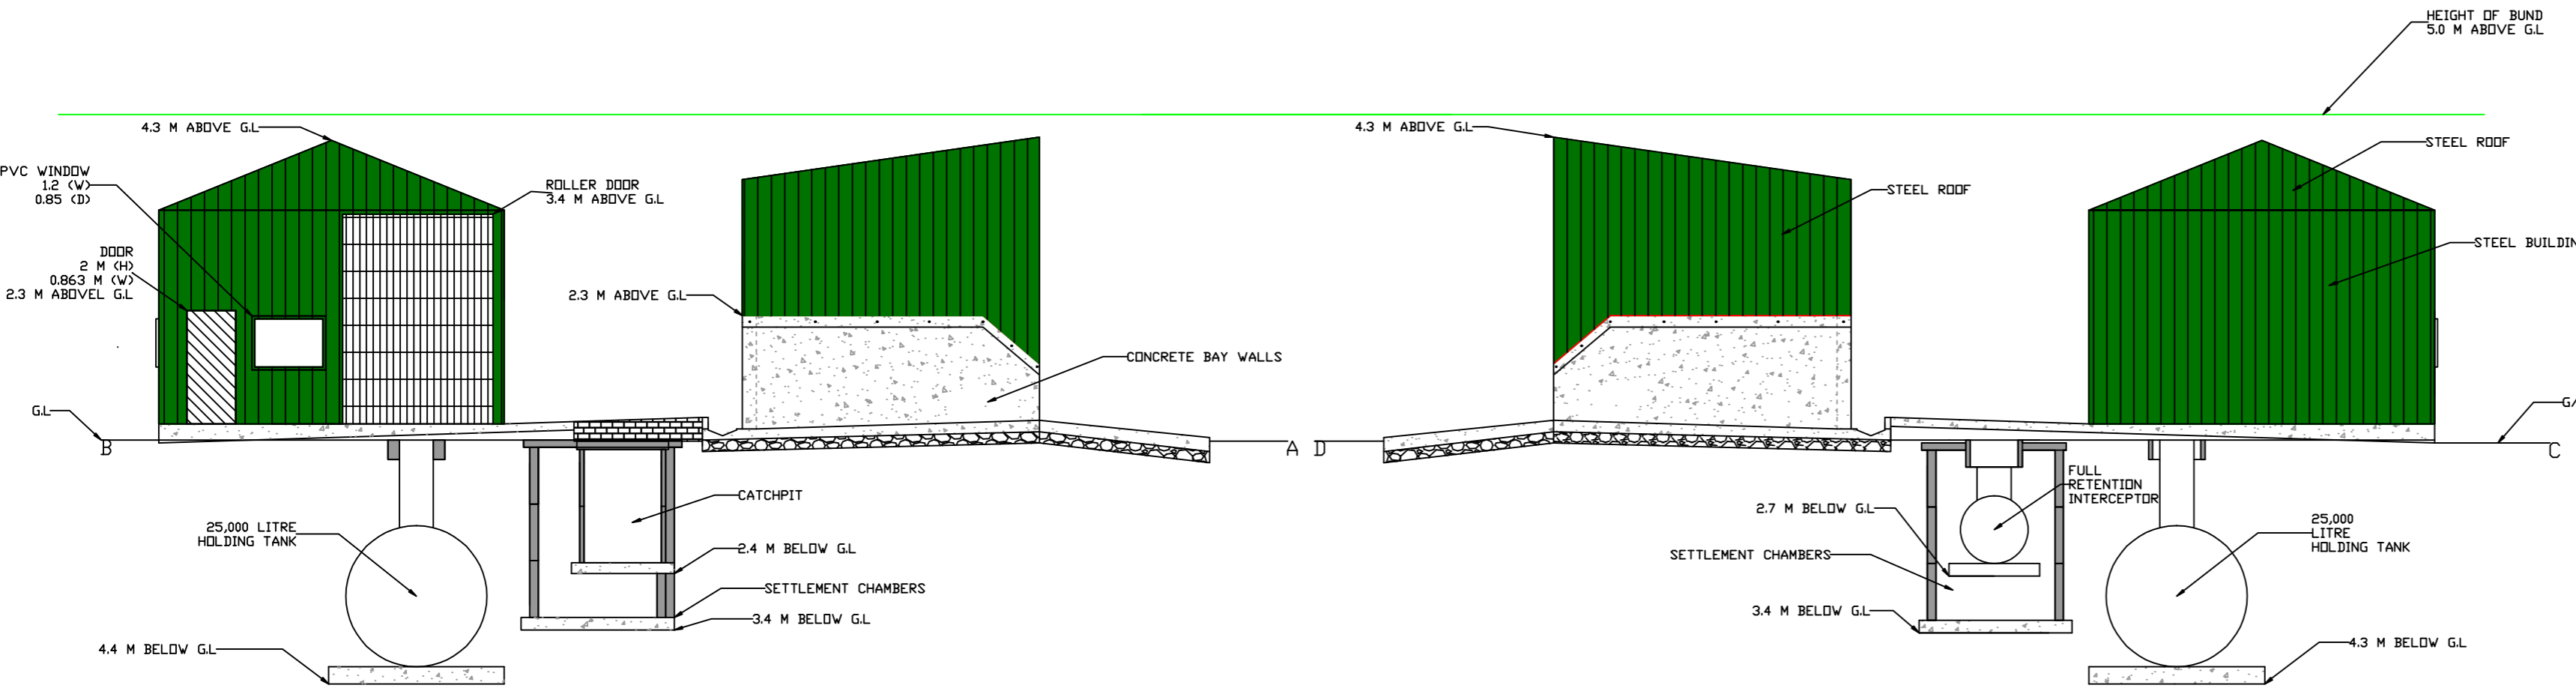 HEIGHT OF BUND
5.0 M ABOVE G.L
4.3 M ABOVE G.L
PVC WINDOW
1.2 (W)
0.85 (D)
ROLLER DOOR
3.4 M ABOVE G.L
DOOR
2 M (H)
0.863 M (W)
2.3 M ABOVEL G.L
2.3 M ABOVE G.L
CONCRETE BAY WALLS
4.3 M ABOVE G.L
STEEL ROOF
STEEL ROOF
STEEL BUILDIN
G.L
B
A
D
G/
C
CATCHPIT
25,000 LITRE
HOLDING TANK
2.4 M BELOW G.L
SETTLEMENT CHAMBERS
3.4 M BELOW G.L
4.4 M BELOW G.L
FULL
RETENTION
INTERCEPTOR
2.7 M BELOW G.L
SETTLEMENT CHAMBERS
3.4 M BELOW G.L
25,000
LITRE
HOLDING TANK
4.3 M BELOW G.L